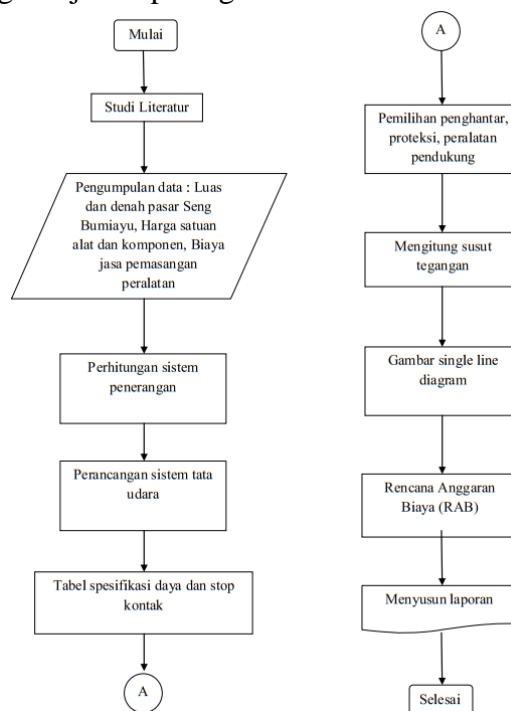 Mulai
Studi Literatur
Pengumpulan data : Luas
dan denah pasar Seng
Bumiayu, Harga satuan
alat dan komponen, Biaya
jasa pemasangan
peralatan
Perhitungan sistem
penerangan
Perancangan sistem tata
udara
Tabel spesifikasi daya dan stop
kontak
A
A
Pemilihan penghantar,
proteksi, peralatan
pendukung
Mengitung susut
tegangan
Gambar single line
diagram
Rencana Anggaran
Biaya (RAB)
Menyusun laporan
Selesai